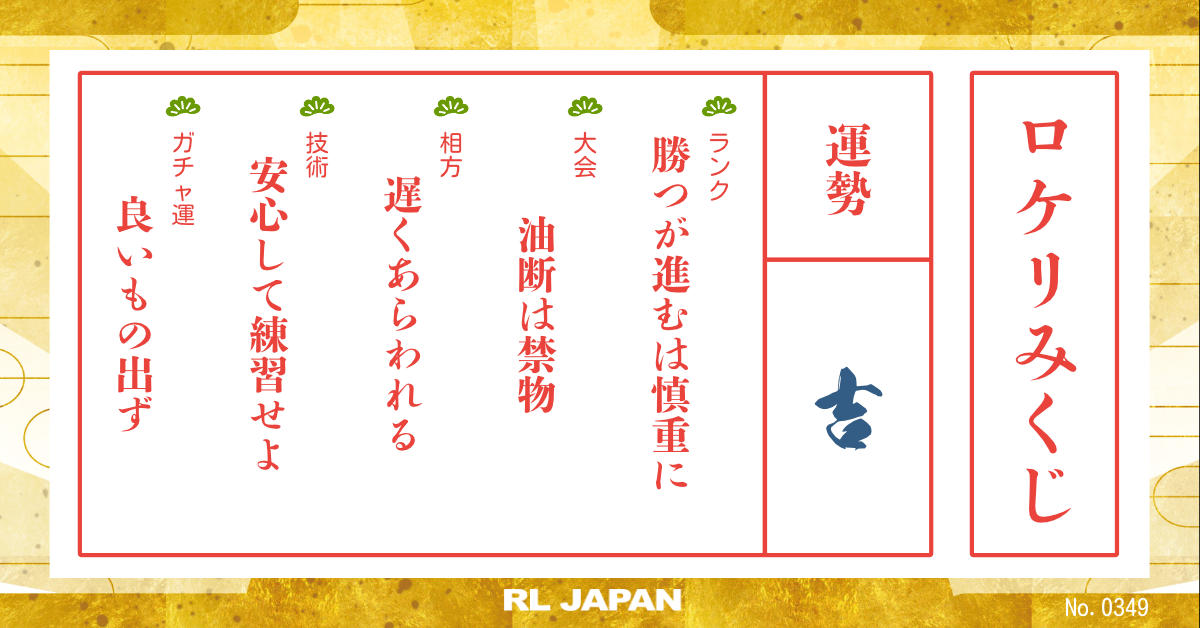 ロケリみくじ
運勢
吉
ランク
勝つが進むは慎重に
大会
油断は禁物
相方
遅くあらわれる
技術
安心して練習せよ
ガチャ運
良いもの出ず
RL JAPAN
No. 0349